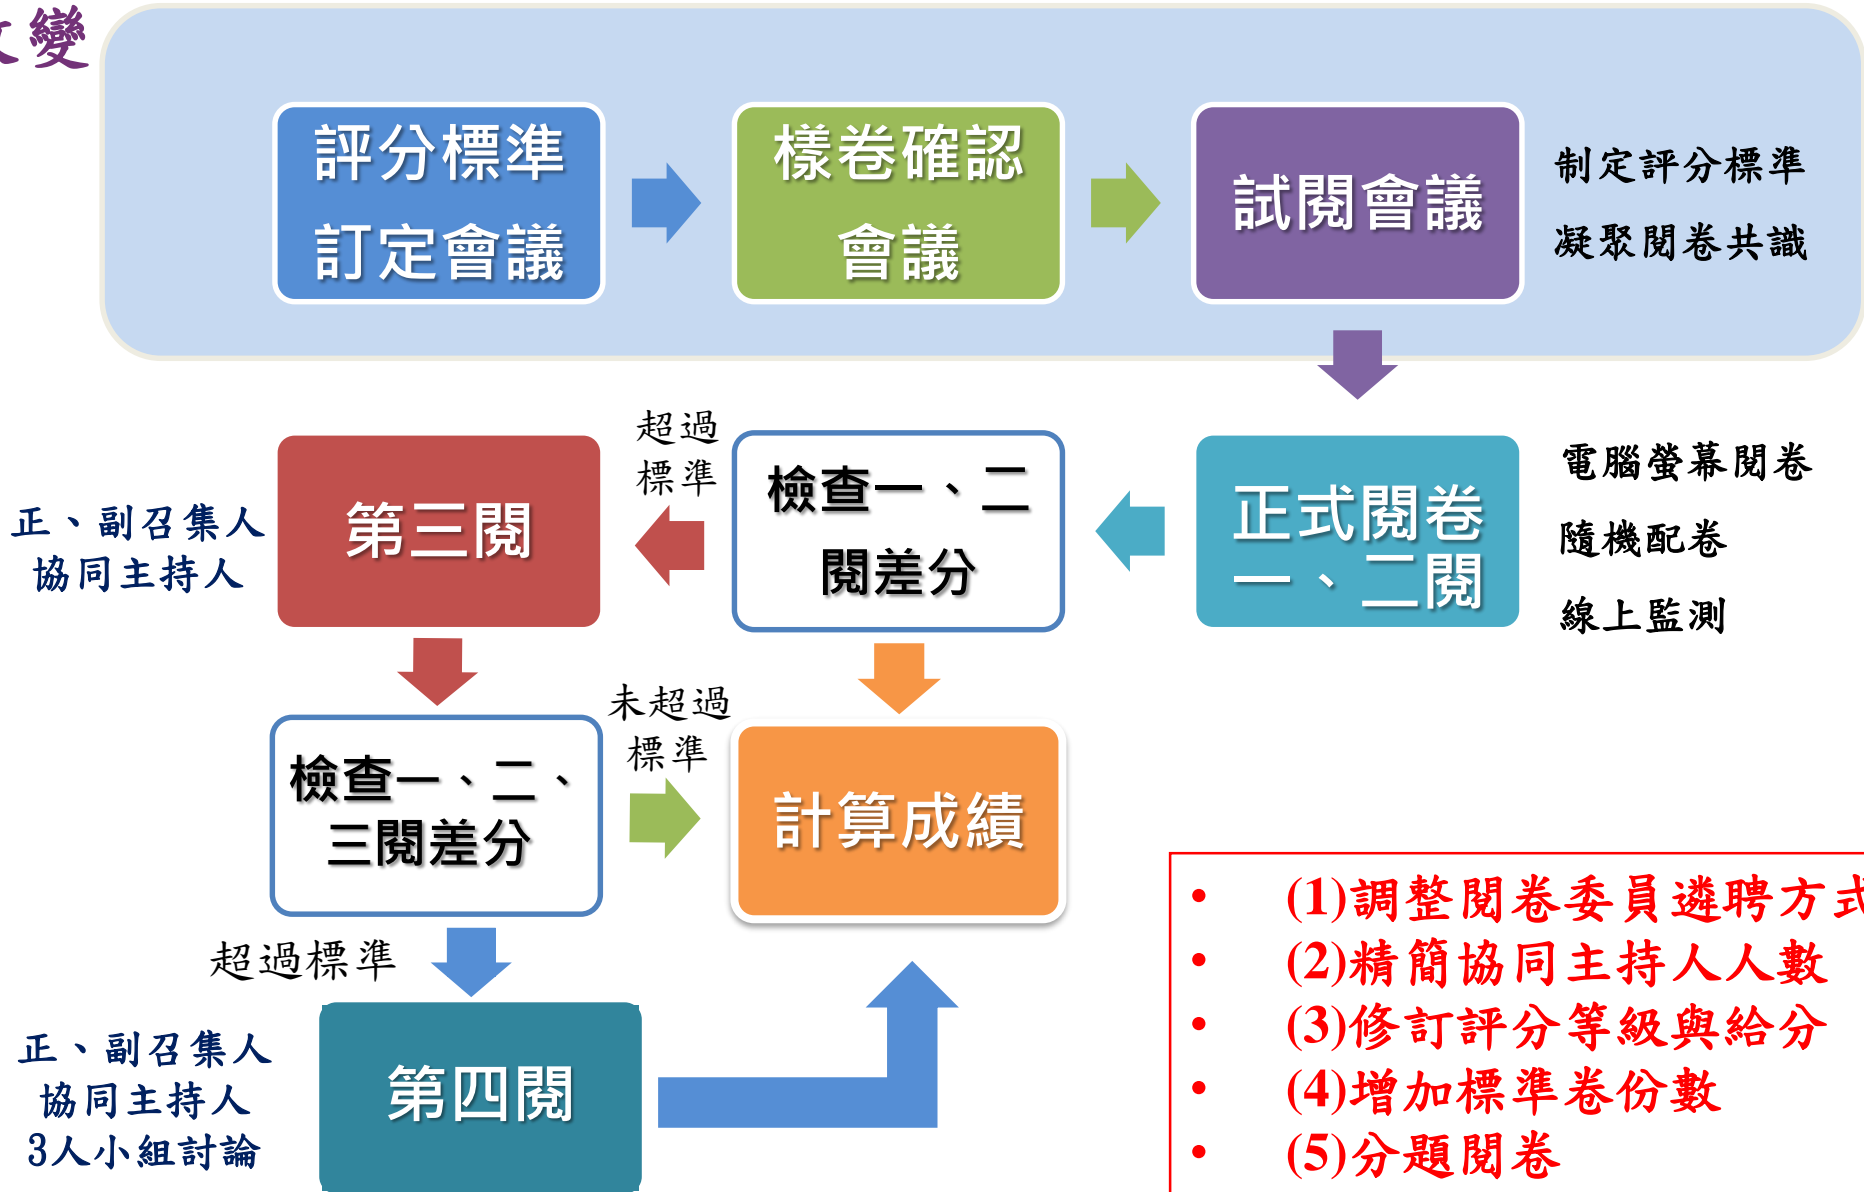 變
評分標準
訂定會議
樣卷確認
會議
試閱會議
制定評分標準
凝聚閱卷共識
正式閱卷
一、二閱
電腦螢幕閱卷
隨機配卷
線上監測
檢查一、二
閱差分
超過
標準
第三閱
正、副召集人
協同主持人
檢查一、二、
三閱差分
未超過
標準
計算成績
超過標準
第四閱
正、副召集人
協同主持人
3人小組討論
• (1)調整閱卷委員遴聘方式
• (2)精簡協同主持人人數
• (3)修訂評分等級與給分
• (4)增加標準卷份數
• (5)分題閱卷